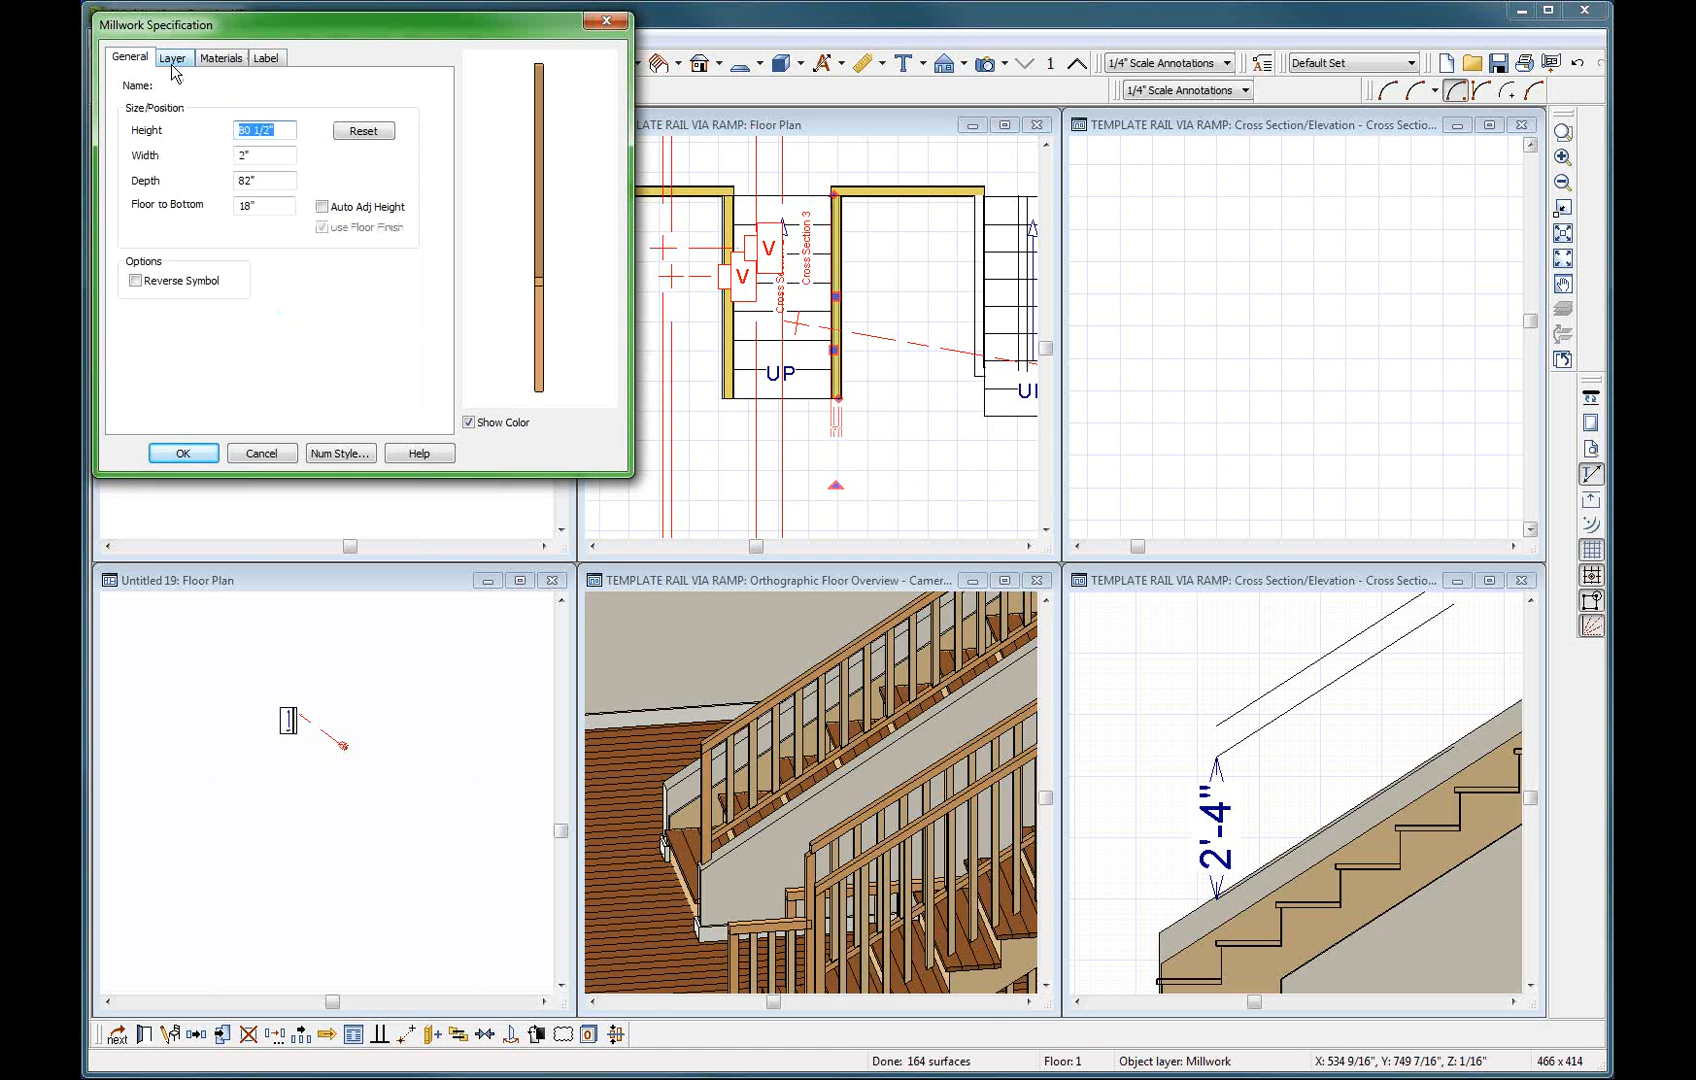 Millwork Specification
General
Layer
Materials
Label
Name:
Size/Position
Height
80 1/2"
Reset
Width
2"
Depth
82"
Floor to Bottom
18"
Auto Adj Height
Use Floor Finish
Options
Reverse Symbol
Show Color
OK
Cancel
Num Style...
Help
1
1/4" Scale Annotations
Default Set
1/4" Scale Annotations
TEMPLATE RAIL VIA RAMP: Floor Plan
TEMPLATE RAIL VIA RAMP: Cross Section/Elevation - Cross Sectio...
V
V
Cross Section 3
UP
Untitled 19: Floor Plan
TEMPLATE RAIL VIA RAMP: Orthographic Floor Overview - Camer...
TEMPLATE RAIL VIA RAMP: Cross Section/Elevation - Cross Sectio...
2'-4"
next
Done: 164 surfaces
Floor: 1
Object layer: Millwork
X: 534 9/16", Y: 749 7/16", Z: 1/16"
466 x 414